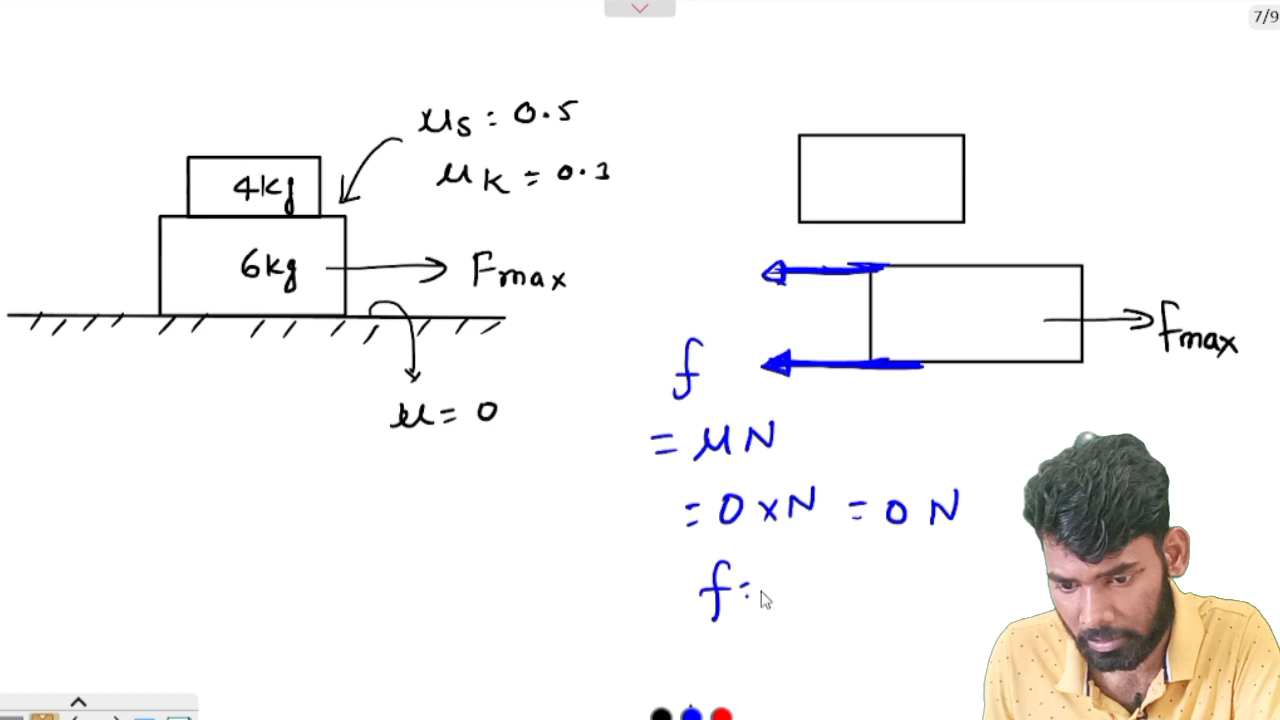 7/9
μs = 0.5
μK = 0.3
4kg
6kg
Fmax
μ = 0
Fmax
f
= μN
= 0 × N = 0 N
f =